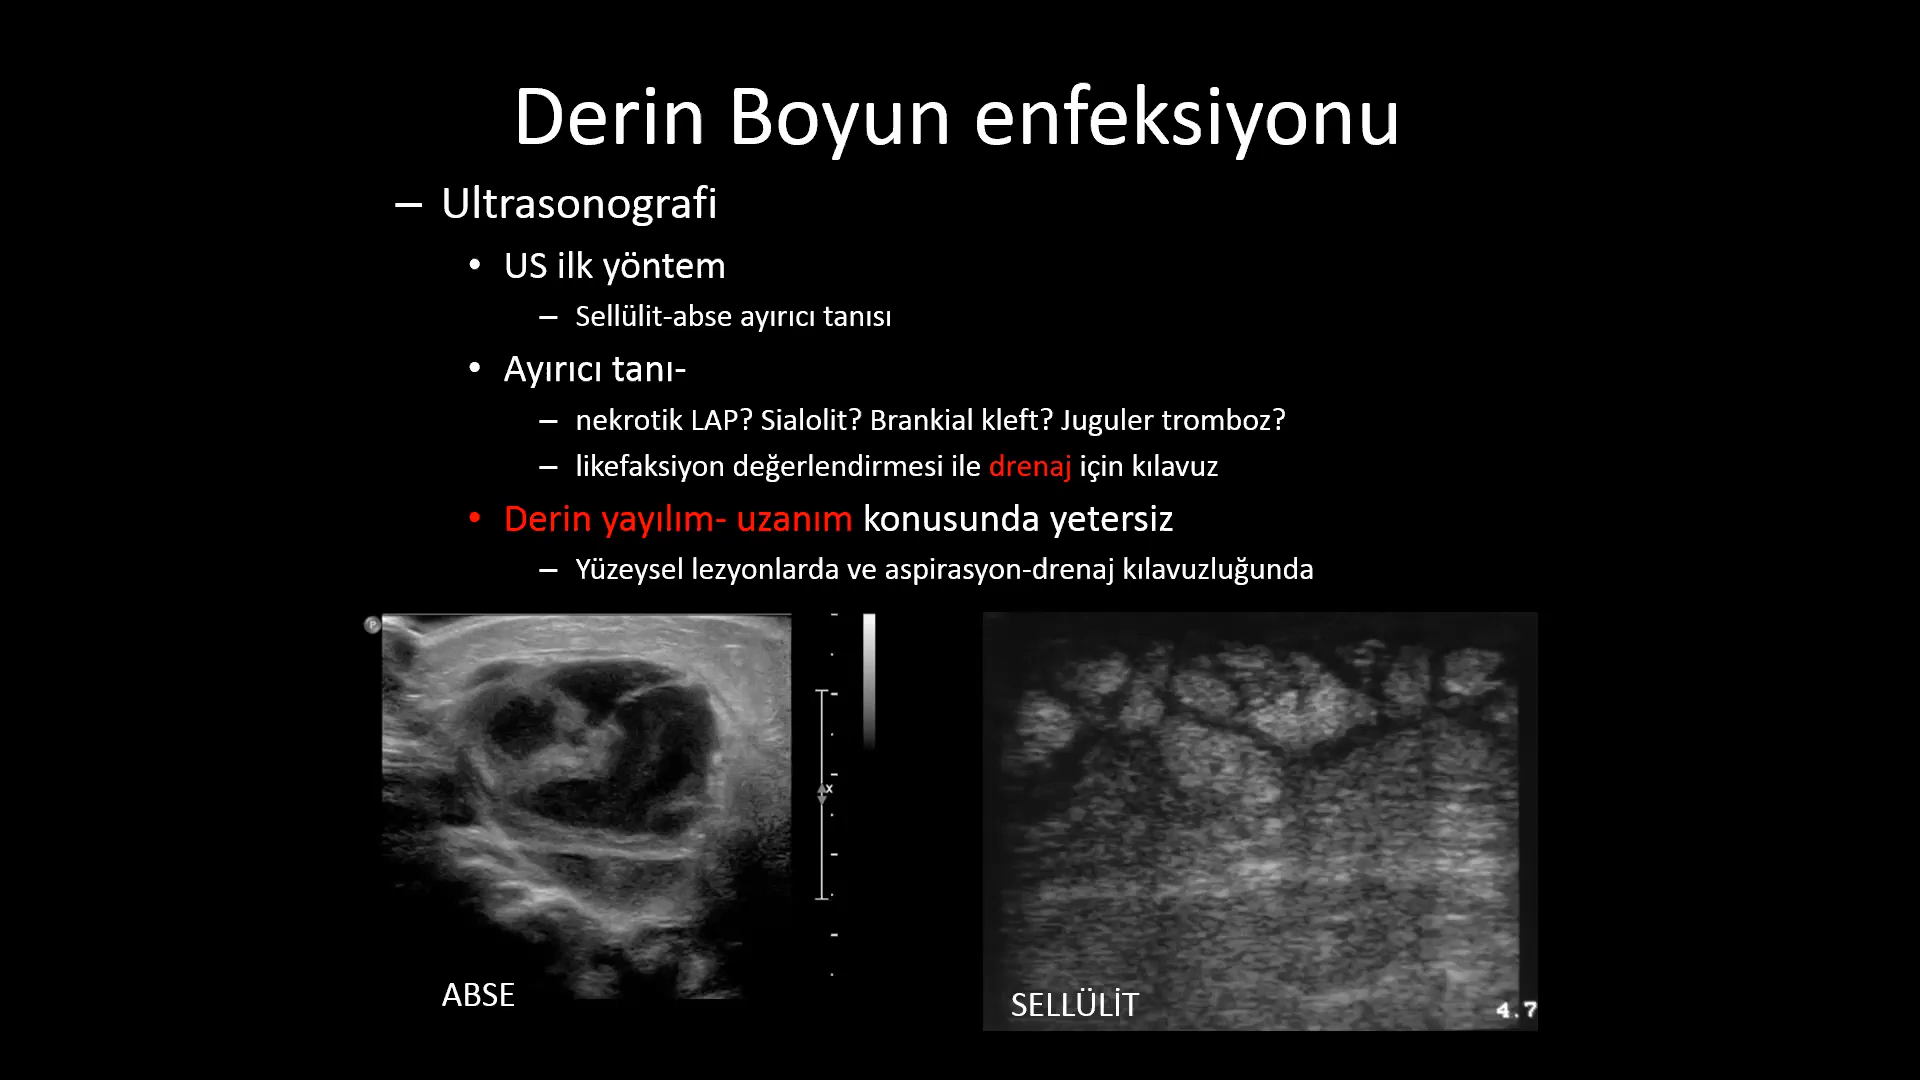 Derin Boyun enfeksiyonu
– Ultrasonografi
• US ilk yöntem
– Sellülit-abse ayırıcı tanısı
• Ayırıcı tanı-
– nekrotik LAP? Sialolit? Brankial kleft? Juguler tromboz?
– likefaksiyon değerlendirmesi ile drenaj için kılavuz
• Derin yayılım- uzanım konusunda yetersiz
– Yüzeysel lezyonlarda ve aspirasyon-drenaj kılavuzluğunda
P
x
ABSE
SELLÜLİT
4.7